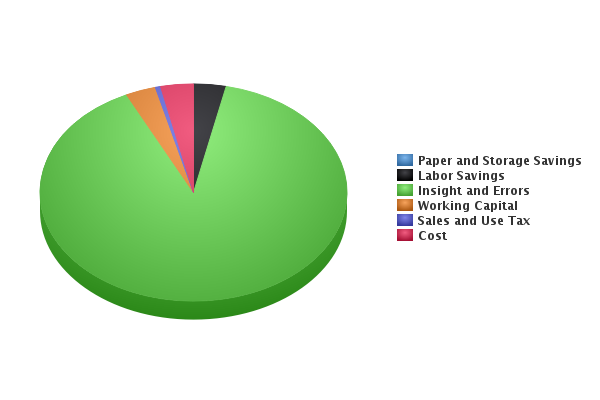 Paper and Storage Savings
Labor Savings
Insight and Errors
Working Capital
Sales and Use Tax
Cost